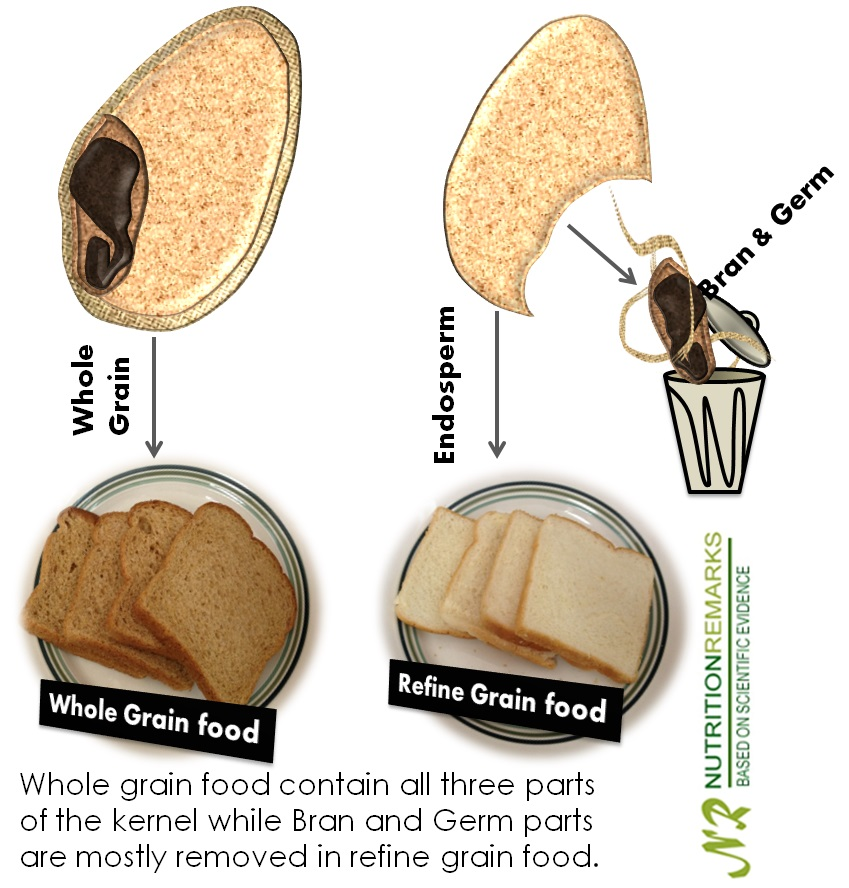 Bran & Germ
Whole
Grain
Endosperm
Whole Grain food
Refine Grain food
Whole grain food contain all three parts
of the kernel while Bran and Germ parts
are mostly removed in refine grain food.
NR NUTRITIONREMARKS
BASED ON SCIENTIFIC EVIDENCE